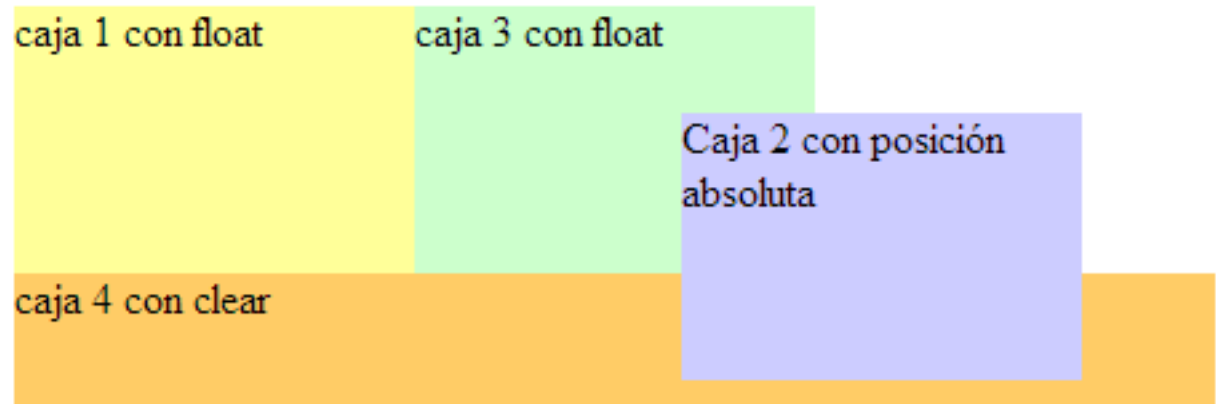 caja 1 con float
caja 3 con float
Caja 2 con posición
absoluta
caja 4 con clear